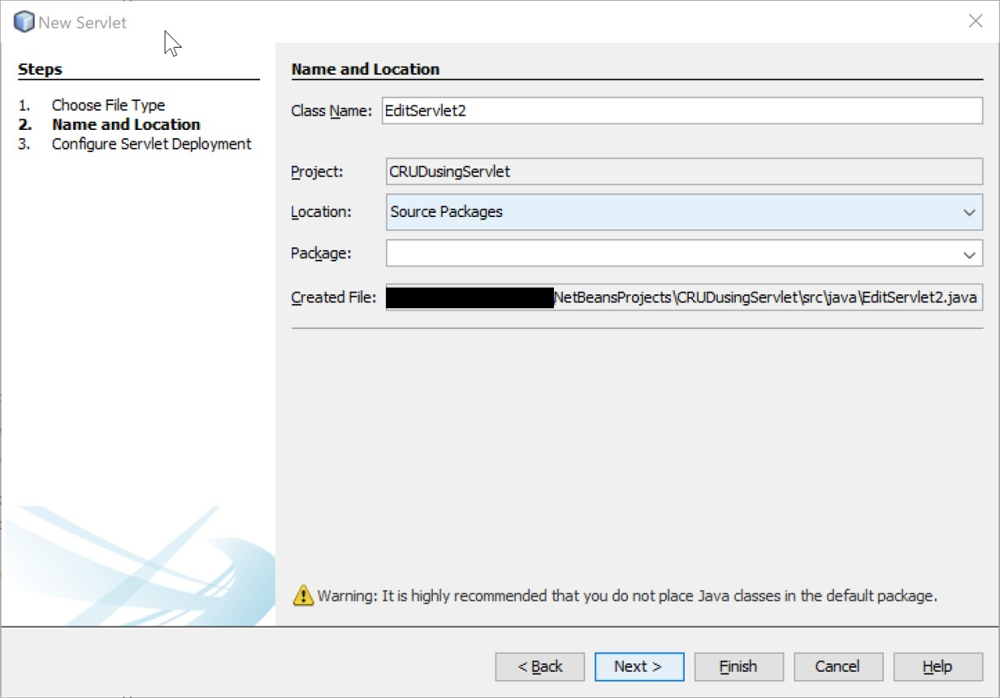 New Servlet
Steps
1. Choose File Type
2. Name and Location
3. Configure Servlet Deployment
Name and Location
Class Name: EditServlet2
Project: CRUDusingServlet
Location: Source Packages
Package:
Created File: NetBeansProjects\CRUDusingServlet\src\java\EditServlet2.java
Warning: It is highly recommended that you do not place Java classes in the default package.
< Back Next > Finish Cancel Help